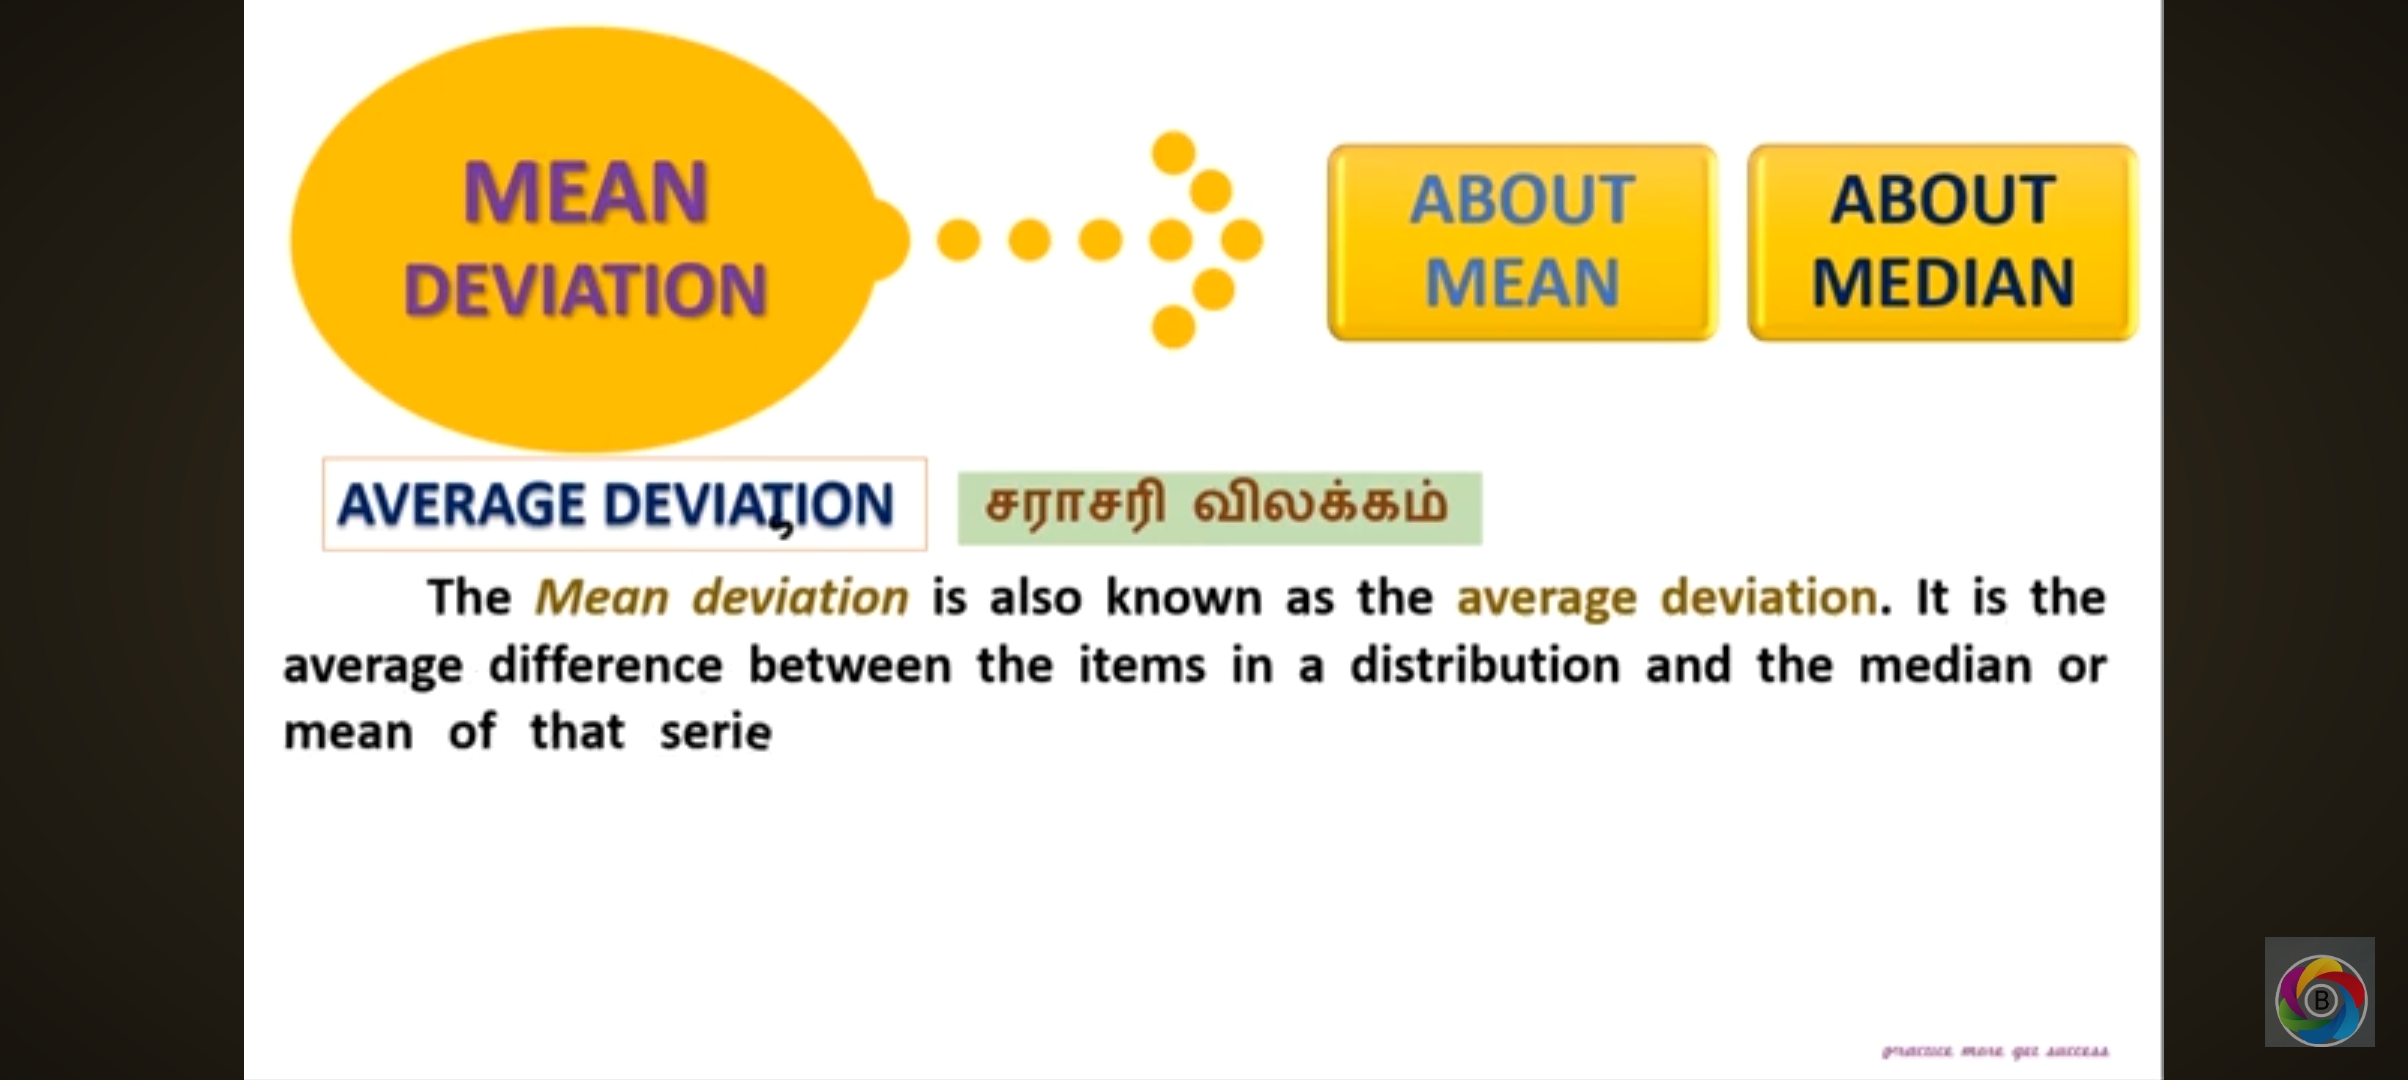 MEAN
DEVIATION
ABOUT
MEAN
ABOUT
MEDIAN
AVERAGE DEVIATION
சராசரி விலக்கம்
The Mean deviation is also known as the average deviation. It is the
average difference between the items in a distribution and the median or
mean of that serie
practice more get success
B